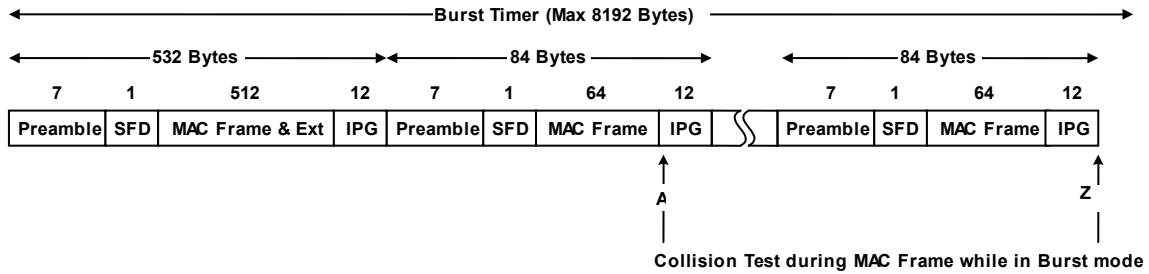 Burst Timer (Max 8192 Bytes)
532 Bytes 84 Bytes 84 Bytes
7 1 512 12 7 1 64 12 7 1 64 12
Preamble SFD MAC Frame & Ext IPG Preamble SFD MAC Frame IPG Preamble SFD MAC Frame IPG
A Z
Collision Test during MAC Frame while in Burst mode